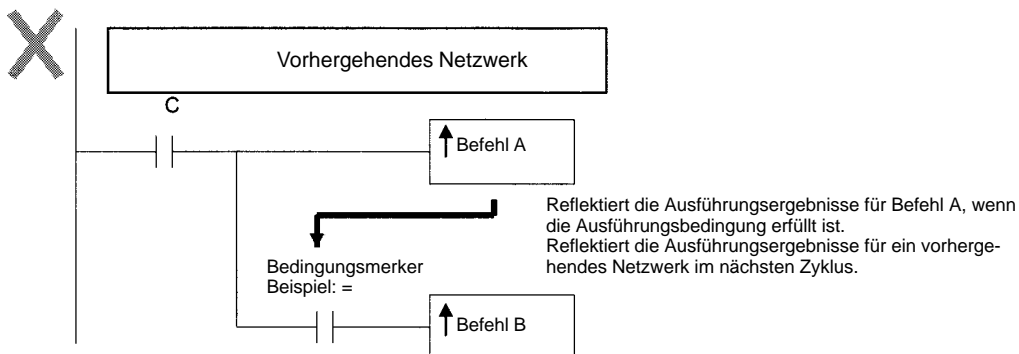 Vorhergehendes Netzwerk
C
Befehl A
Reflektiert die Ausführungsergebnisse für Befehl A, wenn
die Ausführungsbedingung erfüllt ist.
Reflektiert die Ausführungsergebnisse für ein vorherge-
hendes Netzwerk im nächsten Zyklus.
Bedingungsmerker
Beispiel: =
Befehl B